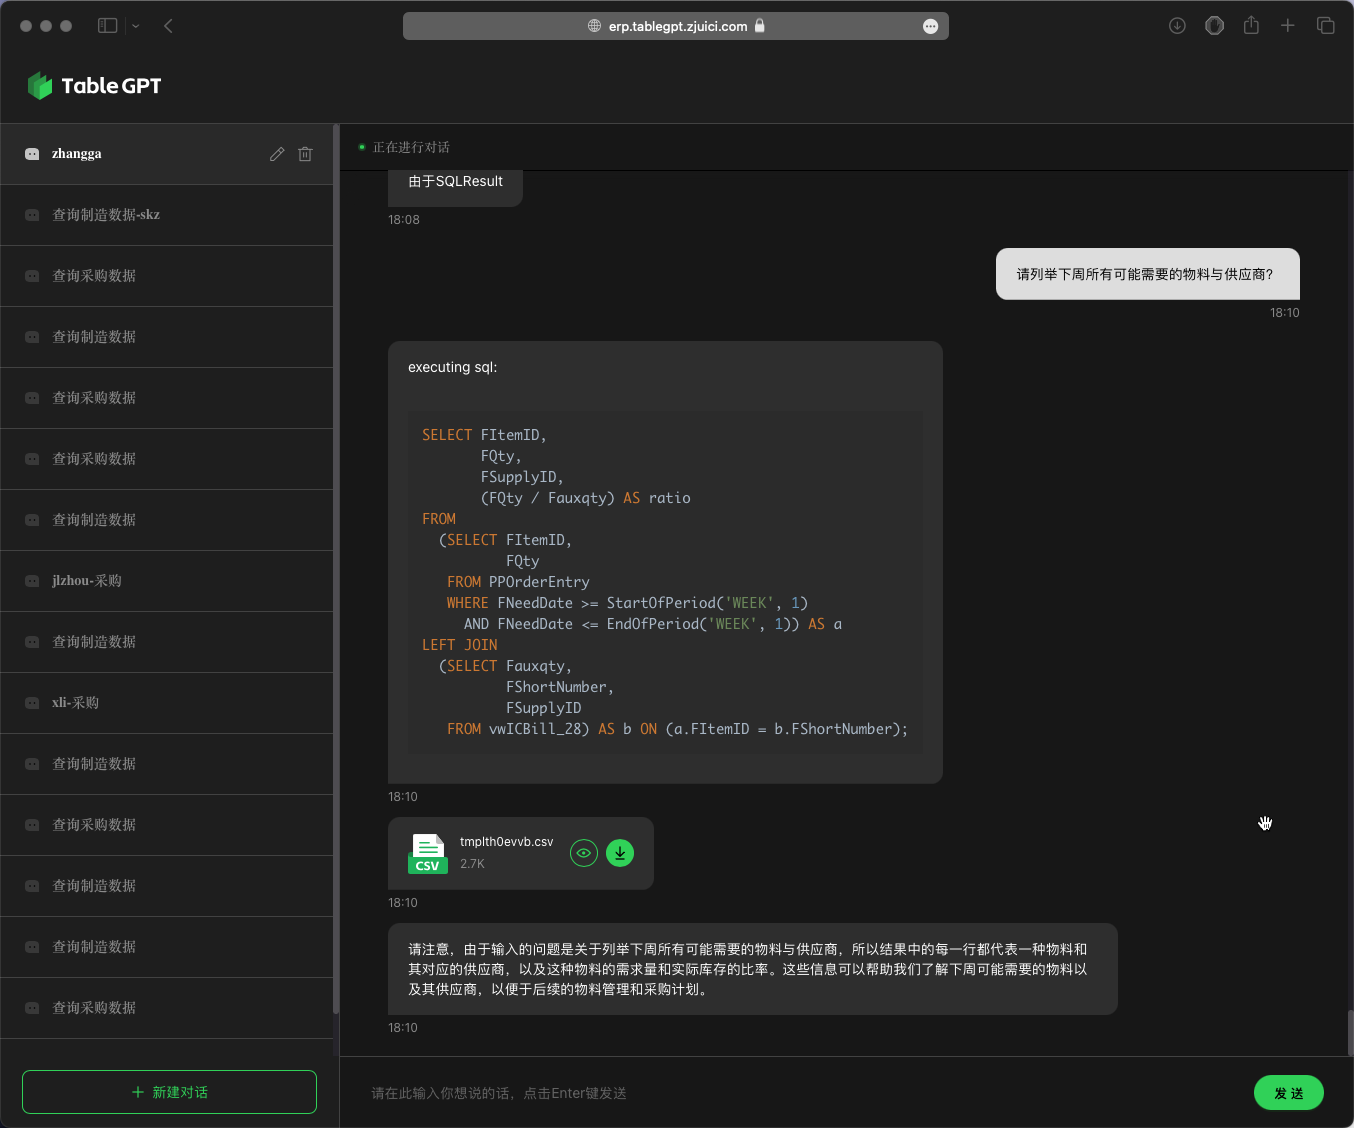 erp.tablegpt.zjuici.com
Table GPT
zhangga
查询制造数据-skz
查询采购数据
查询制造数据
查询采购数据
查询采购数据
查询制造数据
jlzhou-采购
查询制造数据
xli-采购
查询制造数据
查询采购数据
查询制造数据
查询制造数据
查询采购数据
+ 新建对话
正在进行对话
由于SQLResult
18:08
请列举下周所有可能需要的物料与供应商?
18:10
executing sql:
SELECT FItemID,
FQty,
FSupplyID,
(FQty / Fauxqty) AS ratio
FROM
(SELECT FItemID,
FQty
FROM PPOrderEntry
WHERE FNeedDate >= StartOfPeriod('WEEK', 1)
AND FNeedDate <= EndOfPeriod('WEEK', 1)) AS a
LEFT JOIN
(SELECT Fauxqty,
FShortNumber,
FSupplyID
FROM vwICBill_28) AS b ON (a.FItemID = b.FShortNumber);
18:10
CSV
tmplth0evvb.csv
2.7K
18:10
请注意，由于输入的问题是关于列举下周所有可能需要的物料与供应商，所以结果中的每一行都代表一种物料和
其对应的供应商，以及这种物料的需求量和实际库存的比率。这些信息可以帮助我们了解下周可能需要的物料以
及其供应商，以便于后续的物料管理和采购计划。
18:10
请在此输入你想说的话，点击Enter键发送
发 送